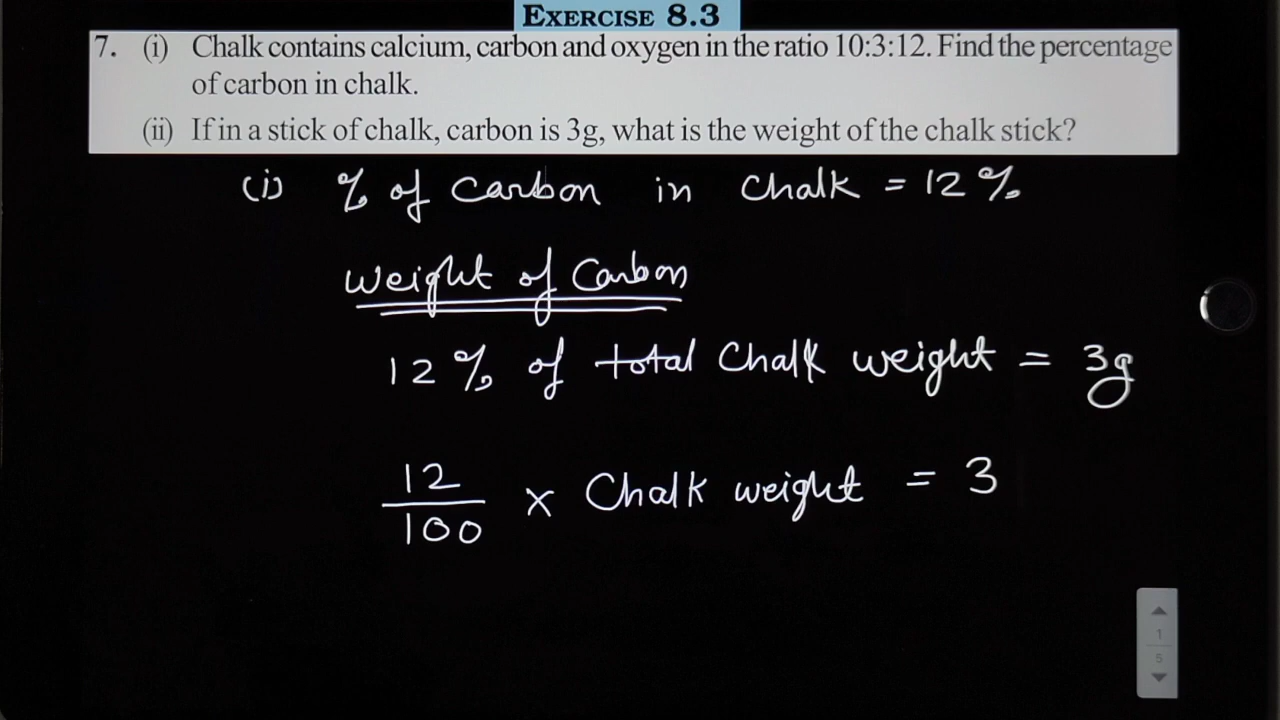 EXERCISE 8.3
7. (i) Chalk contains calcium, carbon and oxygen in the ratio 10:3:12. Find the percentage
of carbon in chalk.
(ii) If in a stick of chalk, carbon is 3g, what is the weight of the chalk stick?
(i) % of Carbon in Chalk = 12%
Weight of Carbon
12% of total Chalk weight = 3g
12/100 x Chalk weight = 3
1
5